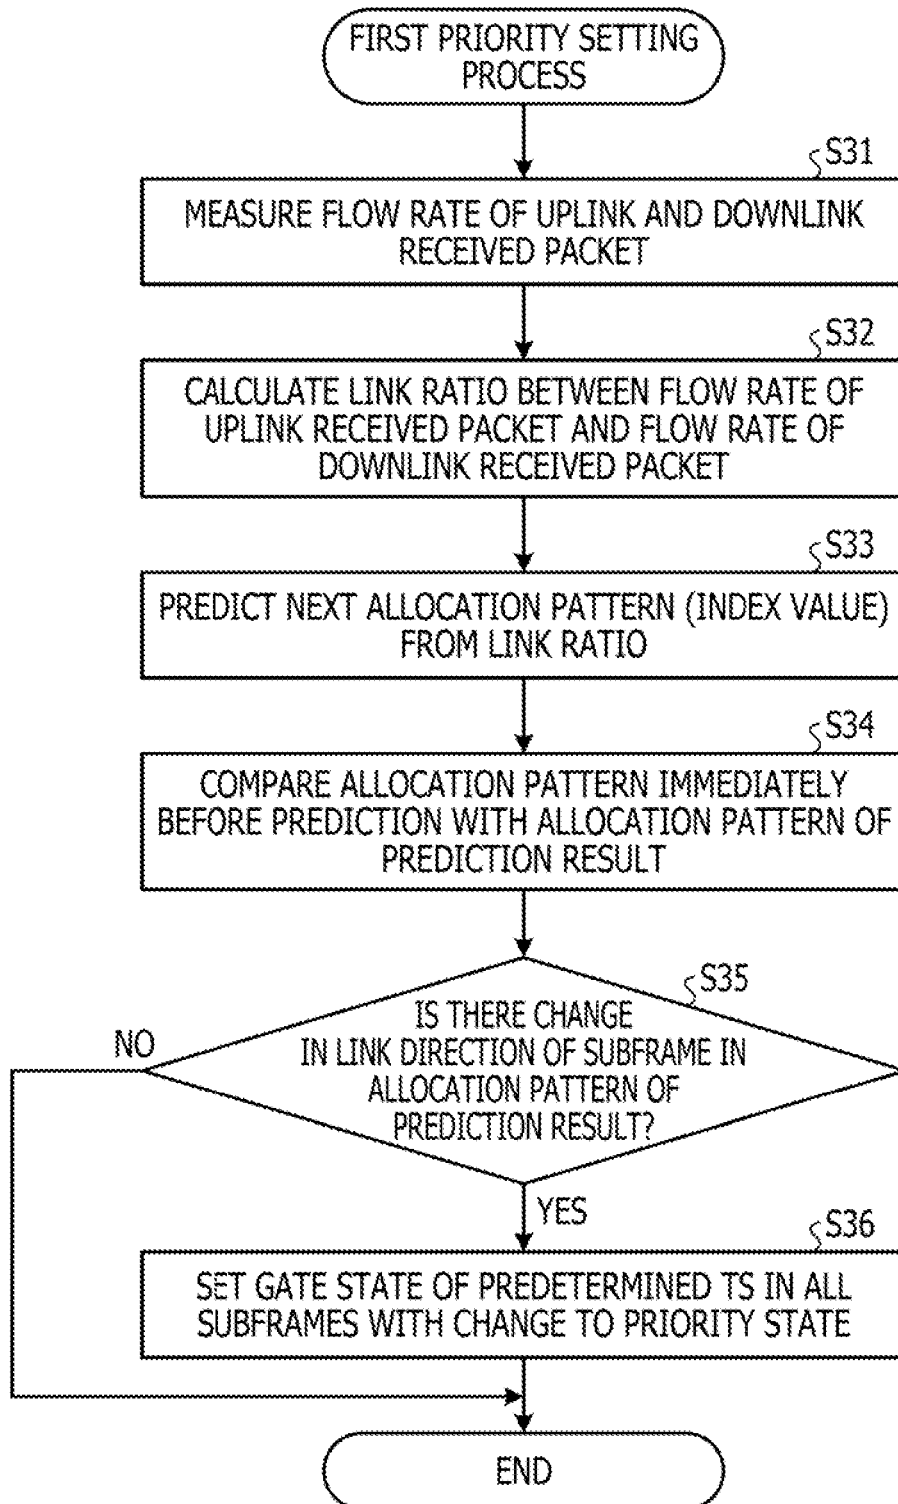 FIRST PRIORITY SETTING
PROCESS
S31
MEASURE FLOW RATE OF UPLINK AND DOWNLINK
RECEIVED PACKET
S32
CALCULATE LINK RATIO BETWEEN FLOW RATE OF
UPLINK RECEIVED PACKET AND FLOW RATE OF
DOWNLINK RECEIVED PACKET
S33
PREDICT NEXT ALLOCATION PATTERN (INDEX VALUE)
FROM LINK RATIO
S34
COMPARE ALLOCATION PATTERN IMMEDIATELY
BEFORE PREDICTION WITH ALLOCATION PATTERN OF
PREDICTION RESULT
S35
IS THERE CHANGE
IN LINK DIRECTION OF SUBFRAME IN
ALLOCATION PATTERN OF
PREDICTION RESULT?
NO
YES
S36
SET GATE STATE OF PREDETERMINED TS IN ALL
SUBFRAMES WITH CHANGE TO PRIORITY STATE
END